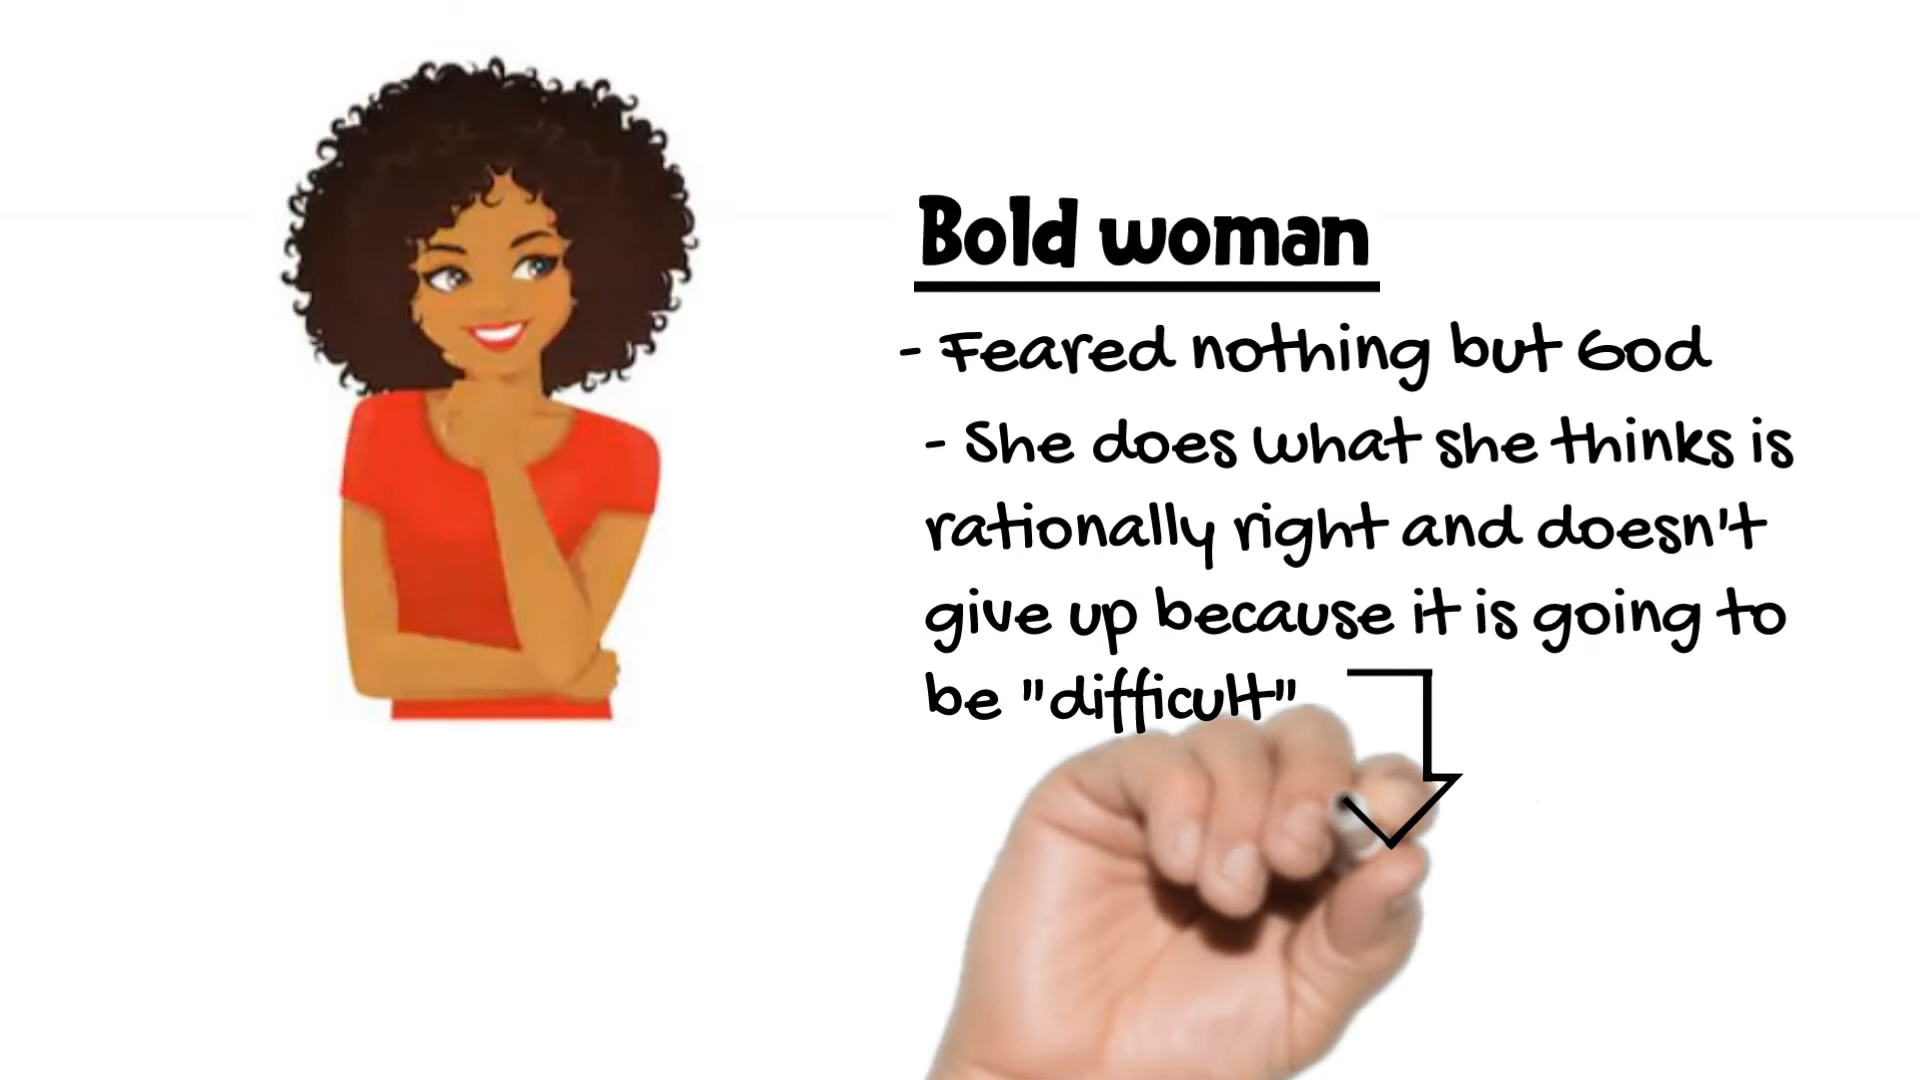 Bold woman
- Feared nothing but God
- She does what she thinks is
rationally right and doesn't
give up because it is going to
be "difficult"